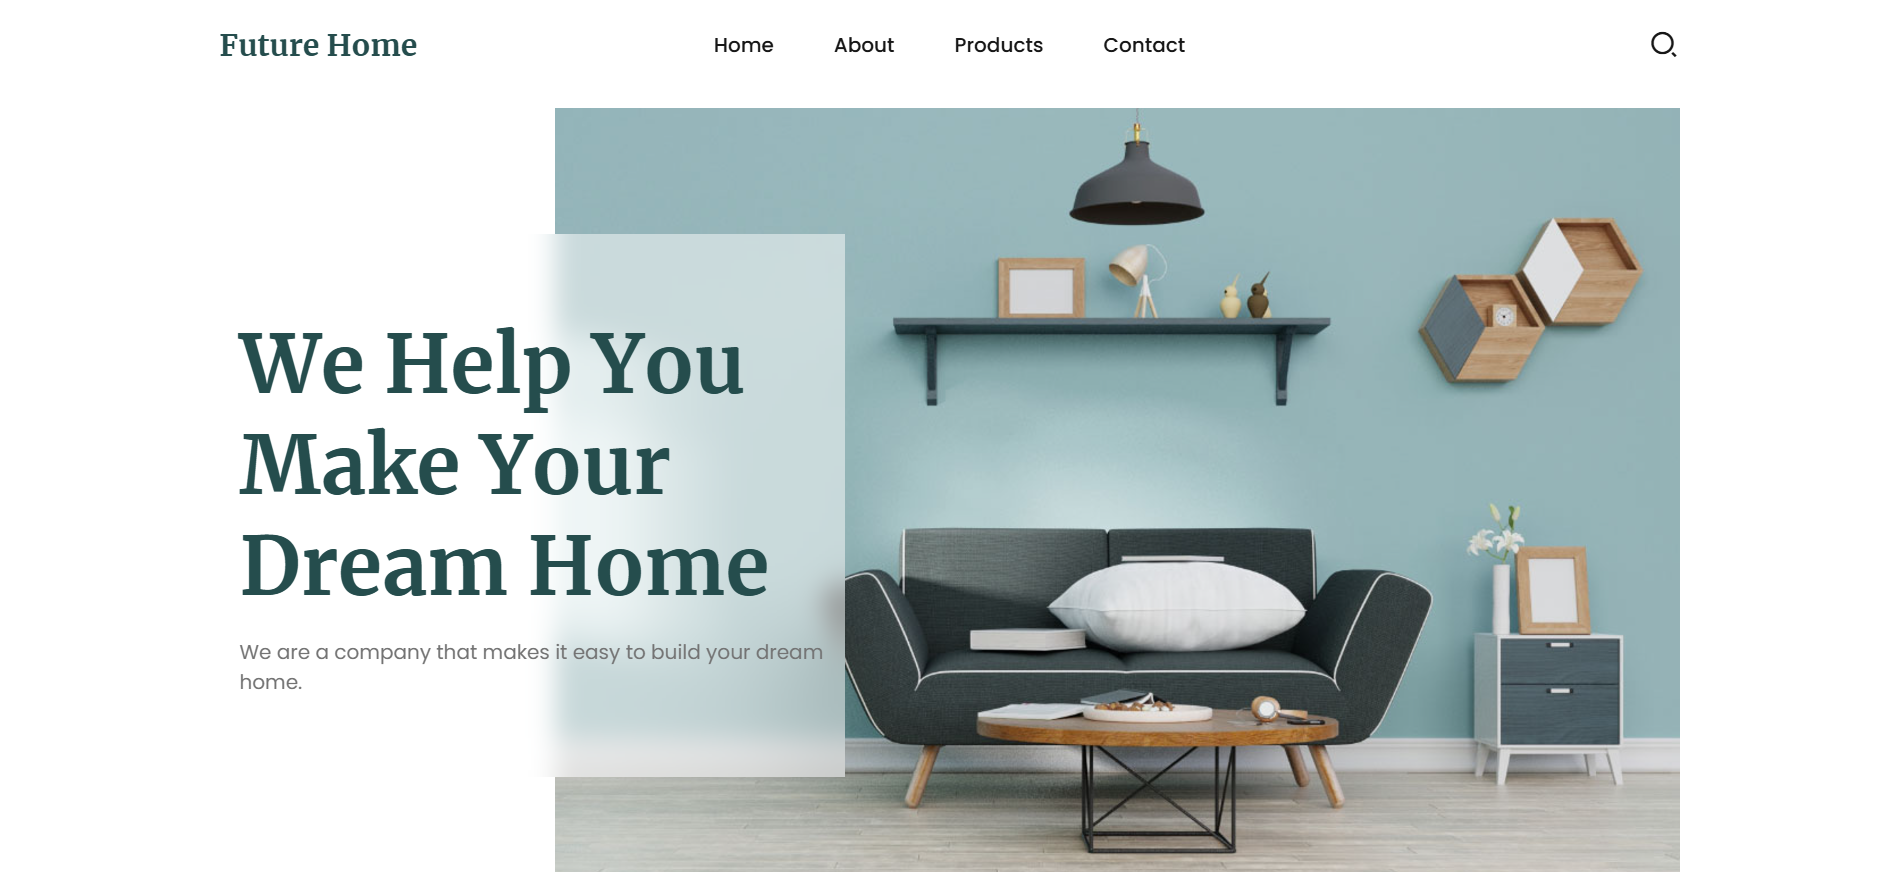 Future Home
Home
About
Products
Contact
We Help You
Make Your
Dream Home
We are a company that makes it easy to build your dream
home.